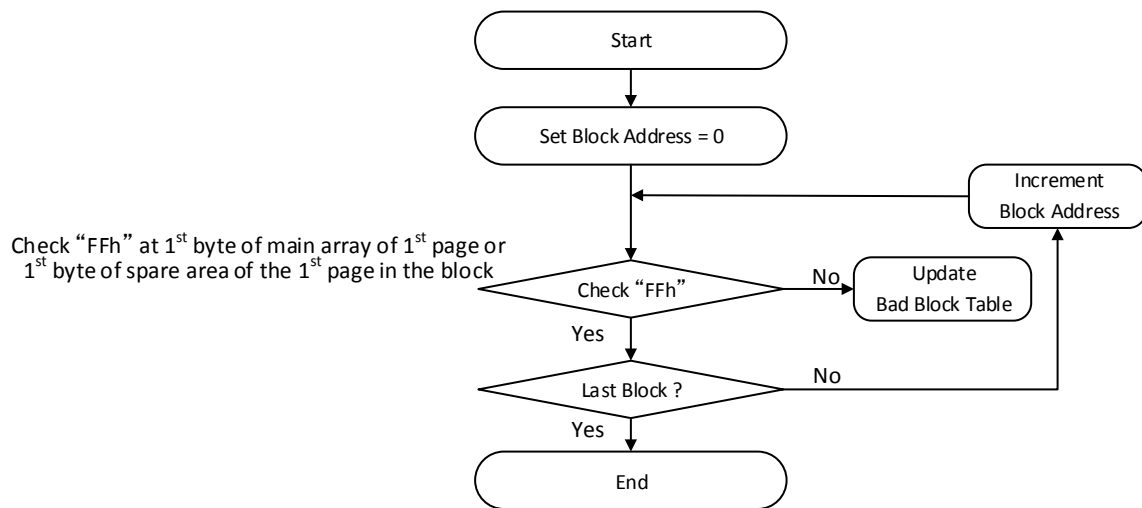 Start
Set Block Address = 0
Increment
Block Address
Check “FFh” at 1st byte of main array of 1st page or
1st byte of spare area of the 1st page in the block
Check “FFh”
No
Update
Bad Block Table
Yes
Last Block ?
No
Yes
End